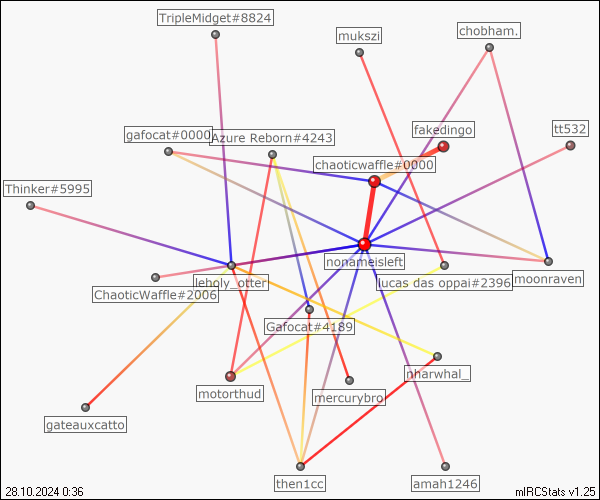 TripleMidget#8824
mukszi
chobham.
gafocat#0000
Azure Reborn#4243
fakedingo
tt532
chaoticwaffle#0000
Thinker#5995
nonameisleft
leholy_otter
lucas das oppai#2396
moonraven
ChaoticWaffle#2006
Gafocat#4189
nharwhal_
motorthud
mercurybro
gateauxcatto
then1cc
amah1246
28.10.2024 0:36
mIRCStats v1.25